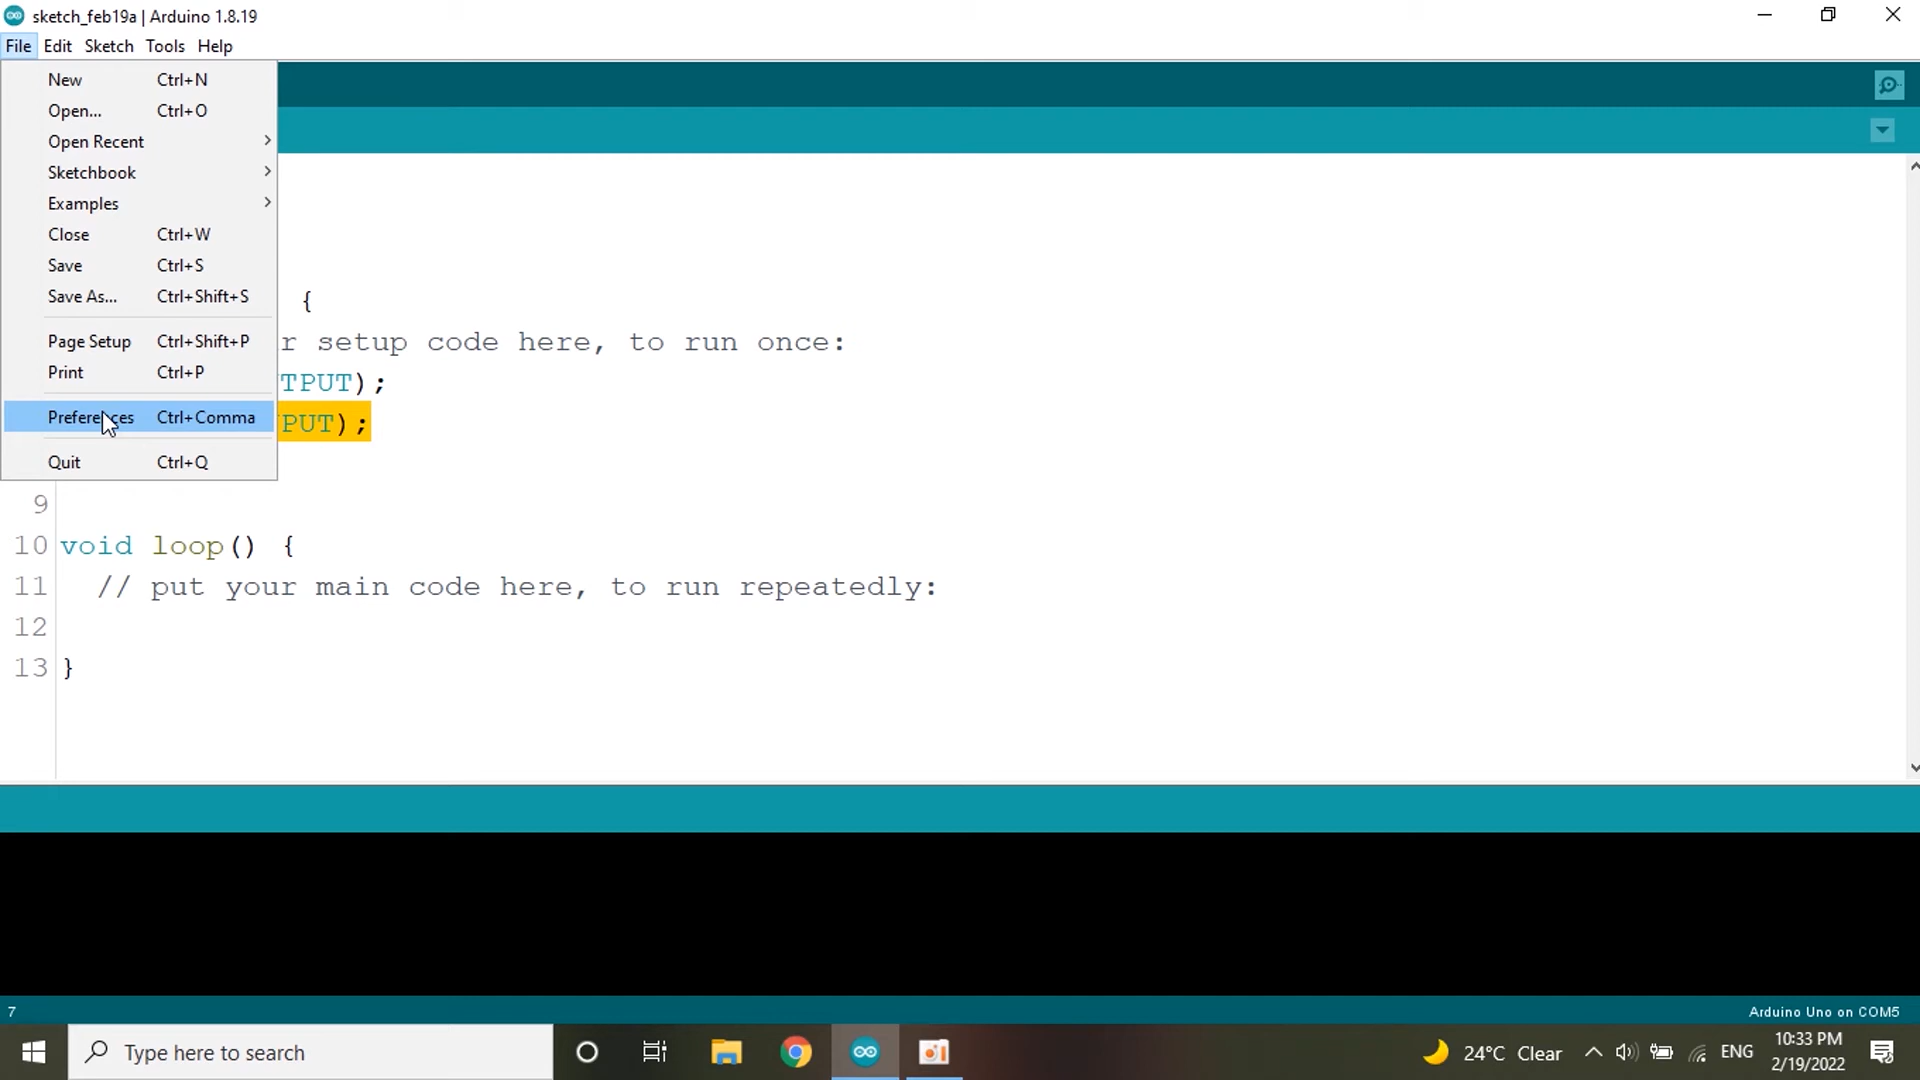 sketch_feb19a | Arduino 1.8.19
File Edit Sketch Tools Help
New Ctrl+N
Open... Ctrl+O
Open Recent
Sketchbook
Examples
Close Ctrl+W
Save Ctrl+S
Save As... Ctrl+Shift+S
Page Setup Ctrl+Shift+P
Print Ctrl+P
Preferences Ctrl+Comma
Quit Ctrl+Q
{
r setup code here, to run once:
TPUT);
PUT);
9
10 void loop() {
11 // put your main code here, to run repeatedly:
12
13 }
7
Arduino Uno on COM5
Type here to search
24°C Clear
ENG
10:33 PM
2/19/2022